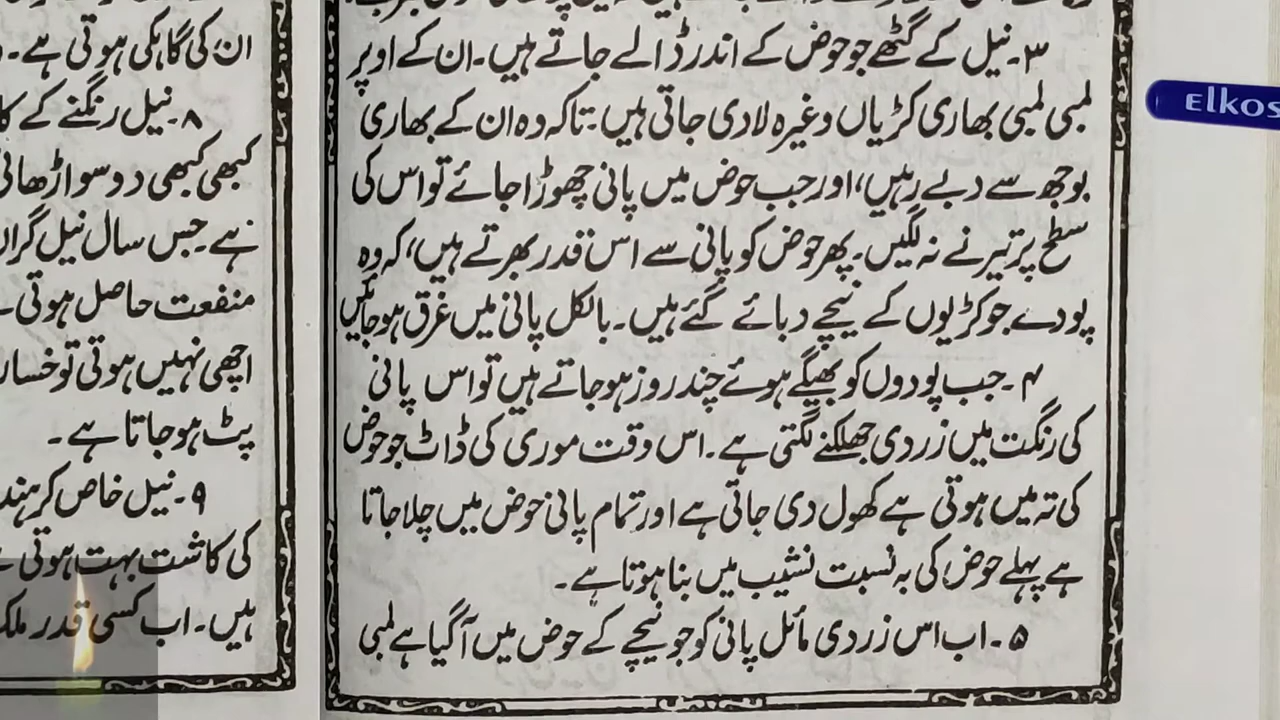 ۳۔ نیل کے گٹھے جو حوض کے اندر ڈالے جاتے ہیں۔ ان کے اوپر
لمبی لمبی بھاری کڑیاں وغیرہ لادی جاتی ہیں۔ تاکہ وہ ان کے بھاری
بوجھ سے دبے رہیں، اور جب حوض میں پانی چھوڑا جائے تو اس کی
سطح پر تیرنے نہ لگیں۔ پھر حوض کو پانی سے اس قدر بھرتے ہیں، کہ وہ
پودے جو کڑیوں کے نیچے دبائے گئے ہیں۔ بالکل پانی میں غرق ہو جائیں
۴۔ جب پودوں کو بھیگے ہوئے چند روز ہو جاتے ہیں تو اس پانی
کی رنگت میں زردی جھلکنے لگتی ہے۔ اس وقت موری کی ڈاٹ جو حوض
کی تہ میں ہوتی ہے کھول دی جاتی ہے اور تمام پانی حوض میں چلا جاتا
ہے پہلے حوض کی بہ نسبت نشیب میں بنا ہوتا ہے۔
۵۔ اب اس زردی مائل پانی کو جو نیچے کے حوض میں آ گیا ہے لمبی
ان کی گاہکی ہوتی ہے۔
۸۔ نیل رنگنے کے
کبھی کبھی دو سو اڑھائی
ہے۔ جس سال نیل گراں
منفعت حاصل ہوتی
اچھی نہیں ہوتی تو خسار
پٹ ہو جاتا ہے۔
۹۔ نیل خاص کر ہند
کی کاشت بہت ہوتی
ہیں۔ اب کسی قدر ملک
Elkos